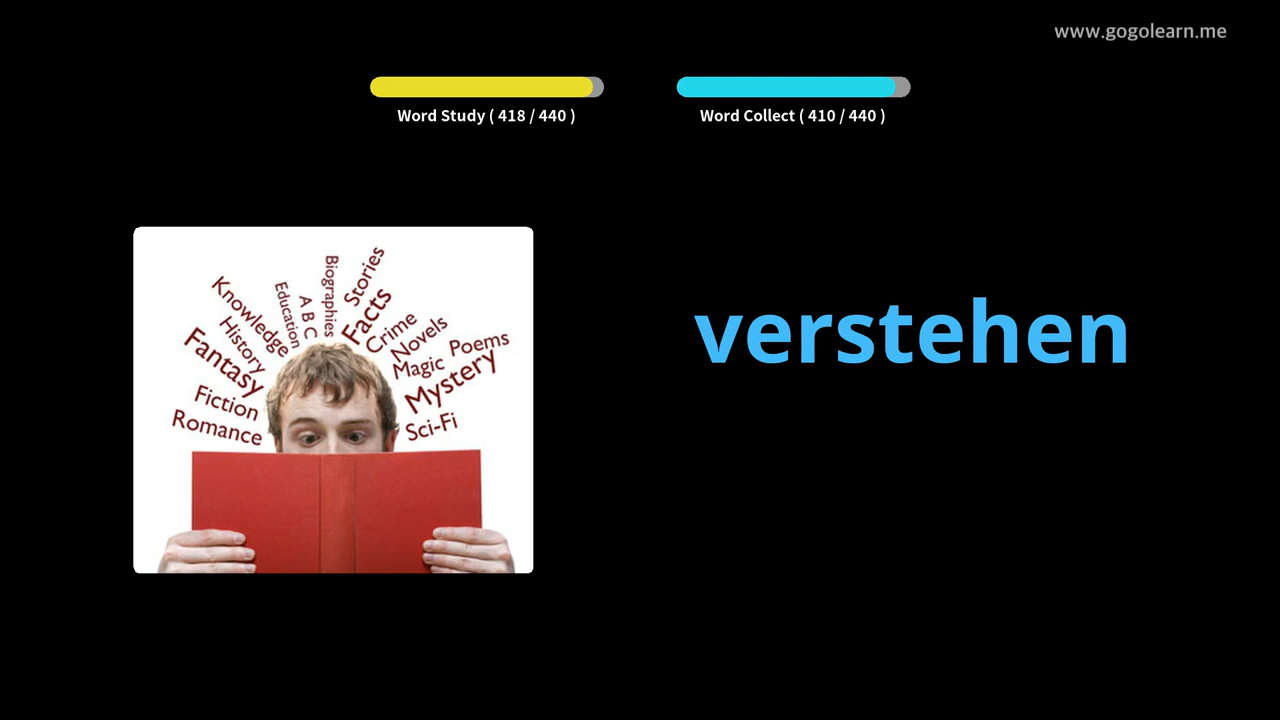 www.gogolearn.me
Word Study ( 418 / 440 )
Word Collect ( 410 / 440 )
Romance
Fiction
Fantasy
History
Knowledge
Education
A B C
Biographies
Stories
Facts
Crime
Novels
Magic
Poems
Mystery
Sci-Fi
verstehen